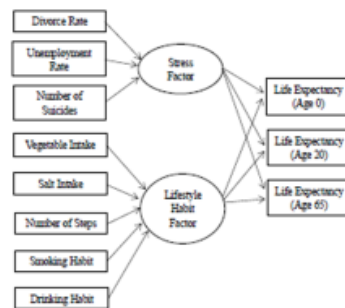 Divorce Rate
Unemployment
Rate
Number of
Suicides
Vegetable Intake
Salt Intake
Number of Steps
Smoking Habit
Drinking Habit
Stress
Factor
Lifestyle
Habit
Factor
Life Expectancy
(Age 0)
Life Expectancy
(Age 20)
Life Expectancy
(Age 65)